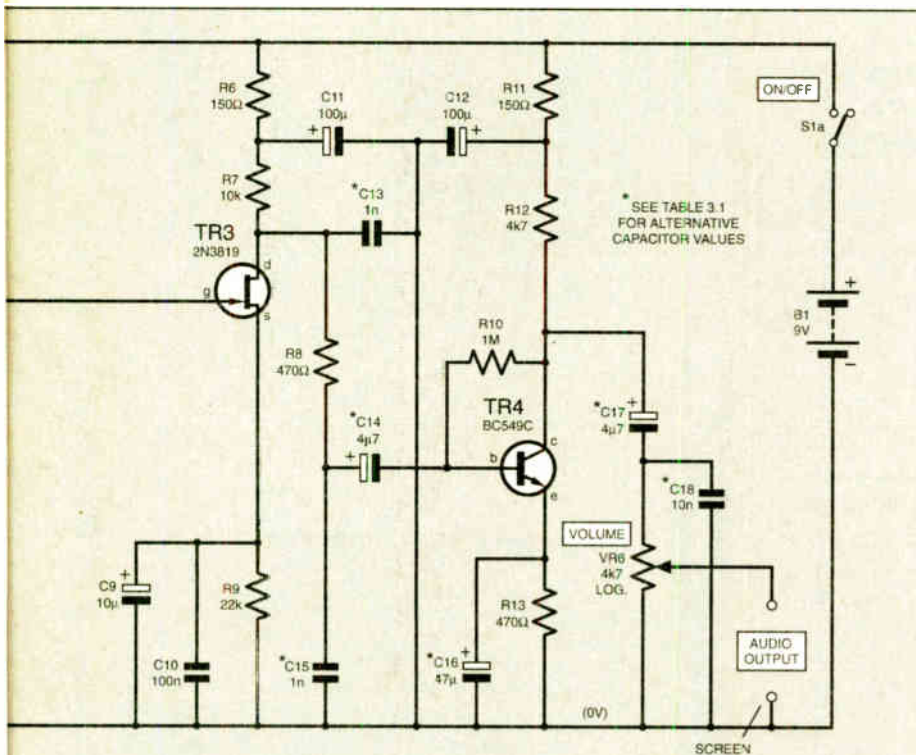 R6
150Ω
C11
100µ
+
C12
100µ
+
R11
150Ω
ON/OFF
S1a
R7
10k
*C13
1n
R12
4k7
* SEE TABLE 3.1
FOR ALTERNATIVE
CAPACITOR VALUES
TR3
2N3819
d
g
s
+
B1
9V
−
R8
470Ω
R10
1M
TR4
BC549C
*C14
4µ7
+
*C17
4µ7
+
b
c
e
*C18
10n
VOLUME
VR6
4k7
LOG.
C9
10µ
+
R9
22k
R13
470Ω
C10
100n
*C15
1n
*C16
47µ
+
AUDIO
OUTPUT
(0V)
SCREEN